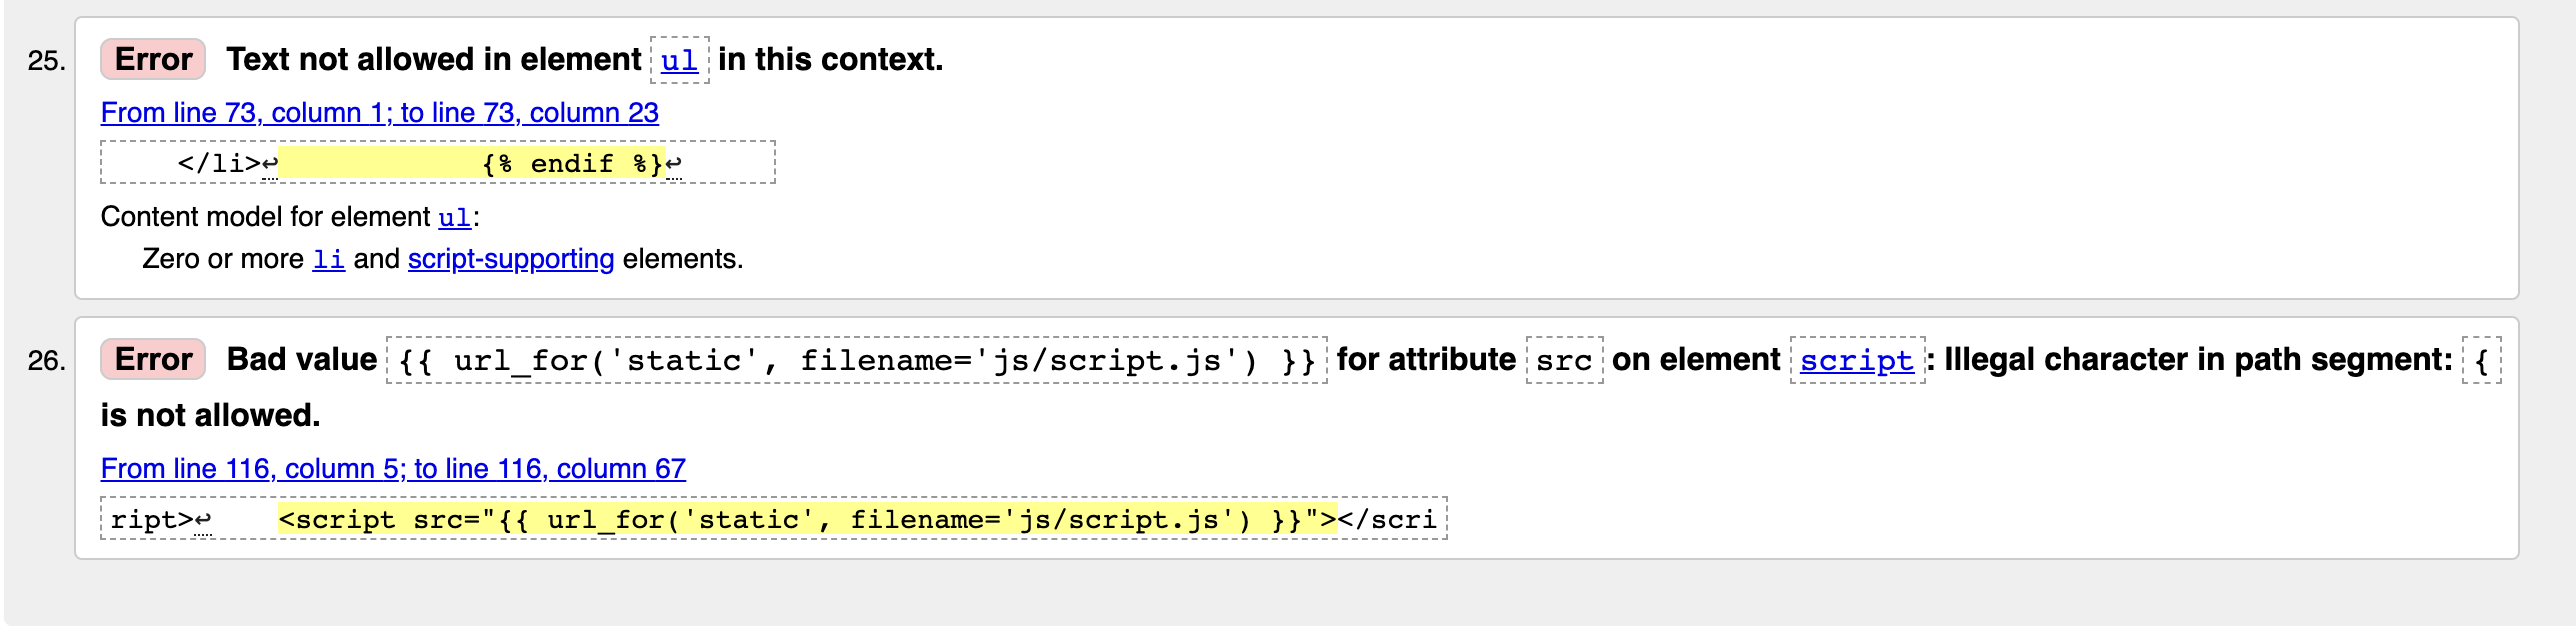 25. Error Text not allowed in element ul in this context.
From line 73, column 1; to line 73, column 23
</li>↩ {% endif %}↩
Content model for element ul:
Zero or more li and script-supporting elements.
26. Error Bad value {{ url_for('static', filename='js/script.js') }} for attribute src on element script: Illegal character in path segment: {
is not allowed.
From line 116, column 5; to line 116, column 67
ript>↩ <script src="{{ url_for('static', filename='js/script.js') }}"></scri